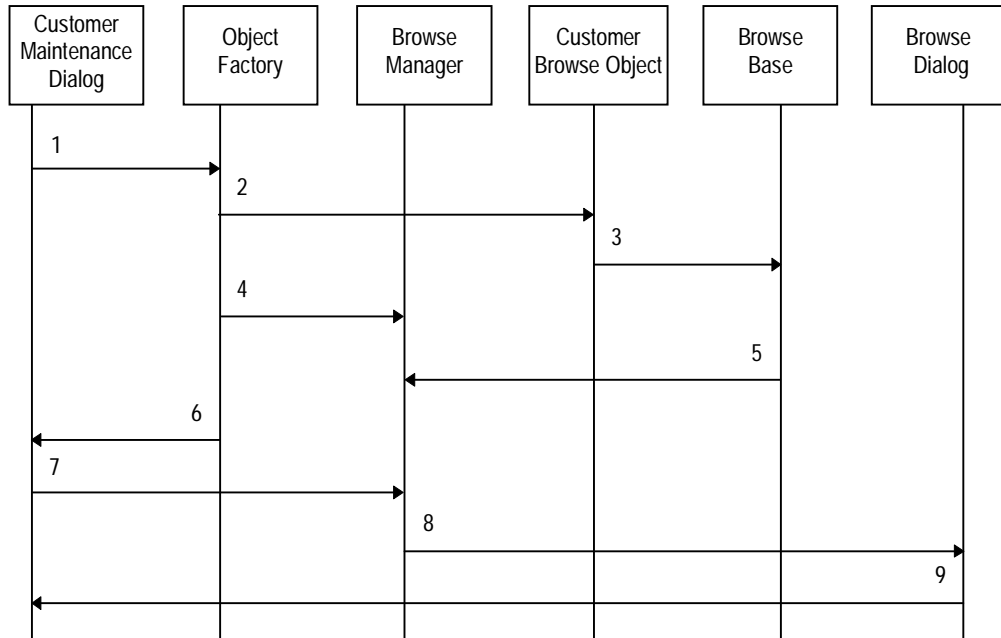 Customer
Maintenance
Dialog
Object
Factory
Browse
Manager
Customer
Browse Object
Browse
Base
Browse
Dialog
1
2
3
4
5
6
7
8
9